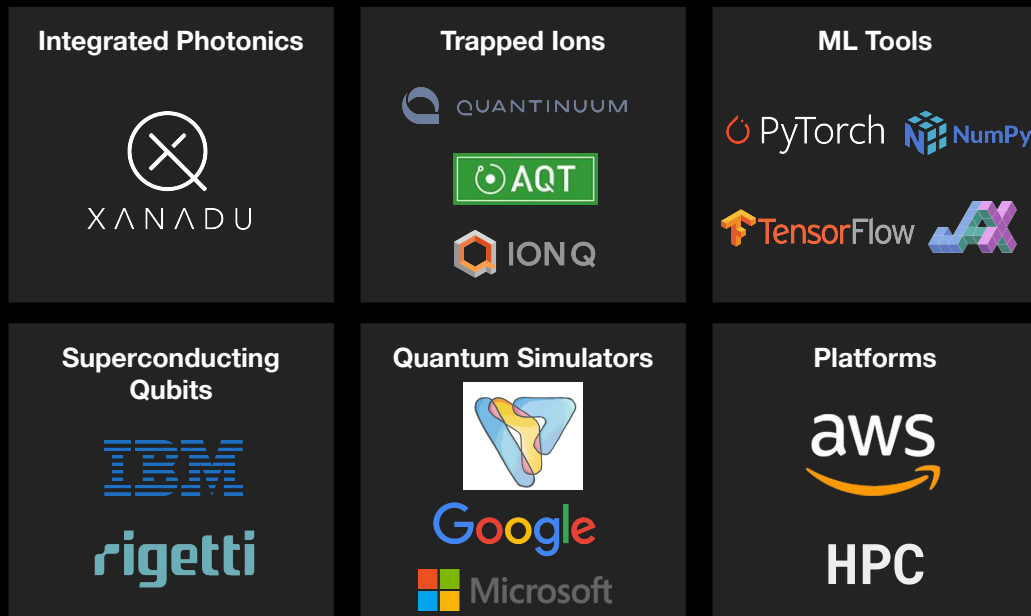 Integrated Photonics
XANADU
Trapped Ions
QUANTINUUM
AQT
IONQ
ML Tools
PyTorch
NumPy
TensorFlow
JAX
Superconducting
Qubits
IBM
rigetti
Quantum Simulators
Google
Microsoft
Platforms
aws
HPC